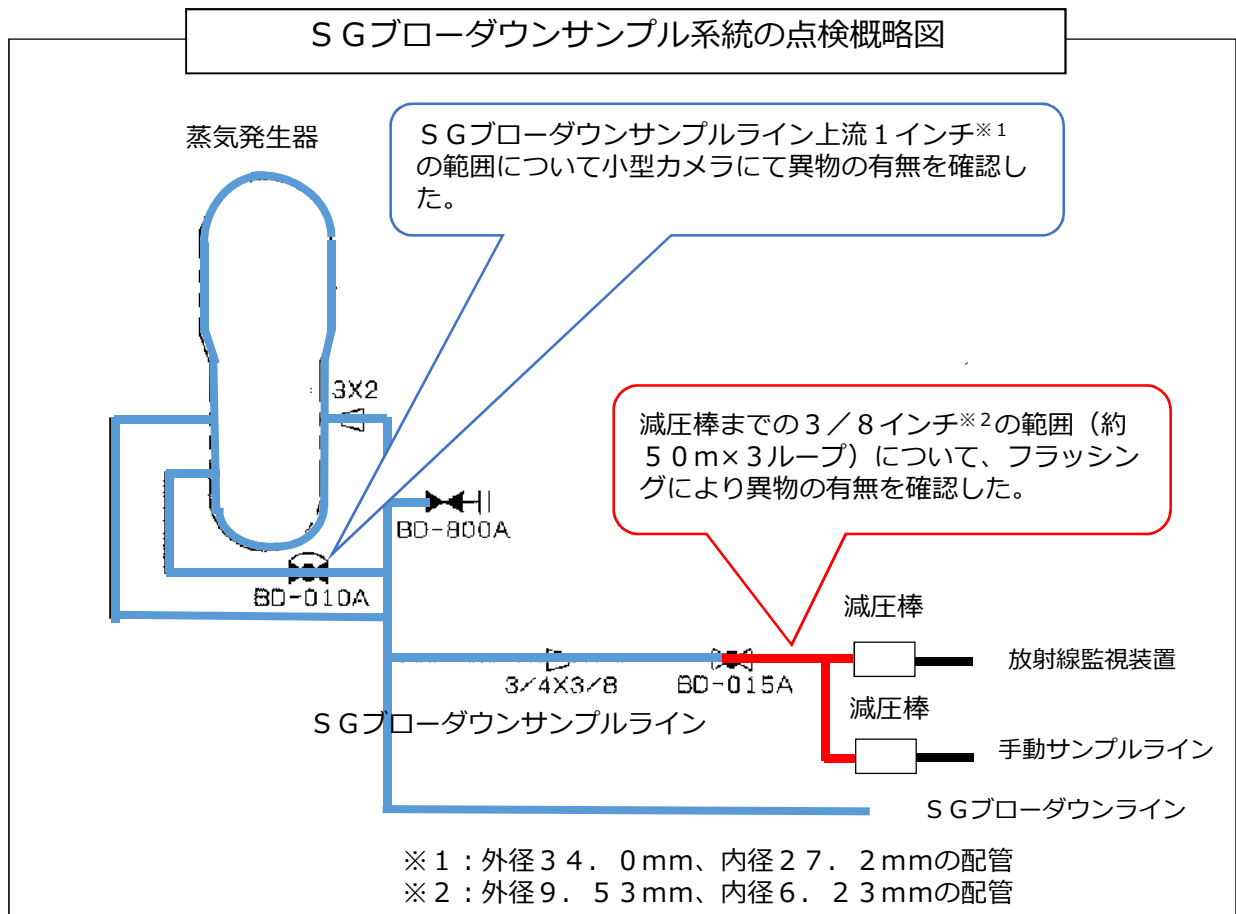 ＳＧブローダウンサンプル系統の点検概略図
蒸気発生器
ＳＧブローダウンサンプルライン上流１インチ※１
の範囲について小型カメラにて異物の有無を確認し
た。
3X2
減圧棒までの３／８インチ※２の範囲（約
５０ｍ×３ループ）について、フラッシン
グにより異物の有無を確認した。
BD-800A
BD-010A
減圧棒
放射線監視装置
3/4X3/8
BD-015A
ＳＧブローダウンサンプルライン
減圧棒
手動サンプルライン
ＳＧブローダウンライン
※１：外径３４．０mm、内径２７．２mmの配管
※２：外径９．５３mm、内径６．２３mmの配管